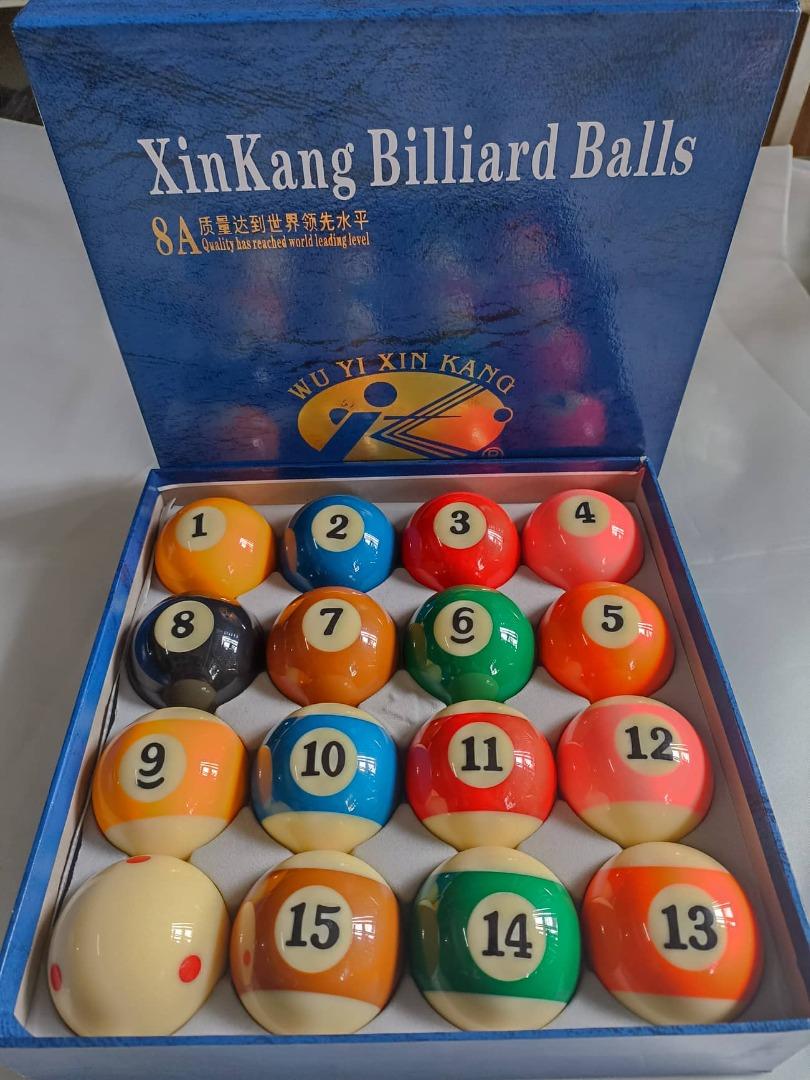 XinKang Billiard Balls
8A 质量达到世界领先水平
Quality has reached world leading level
WU YI XIN KANG
®
1 2 3 4
8 7 6 5
9 10 11 12
15 14 13